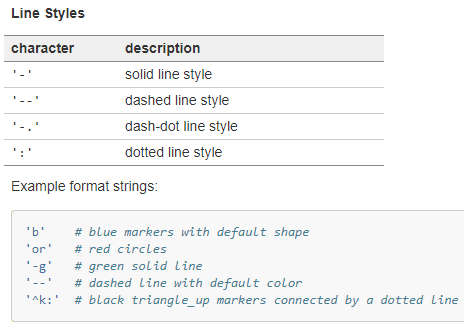 Line Styles
character description
'-' solid line style
'--' dashed line style
'-.' dash-dot line style
':' dotted line style
Example format strings:
'b' # blue markers with default shape
'or' # red circles
'-g' # green solid line
'--' # dashed line with default color
'^k:' # black triangle_up markers connected by a dotted line